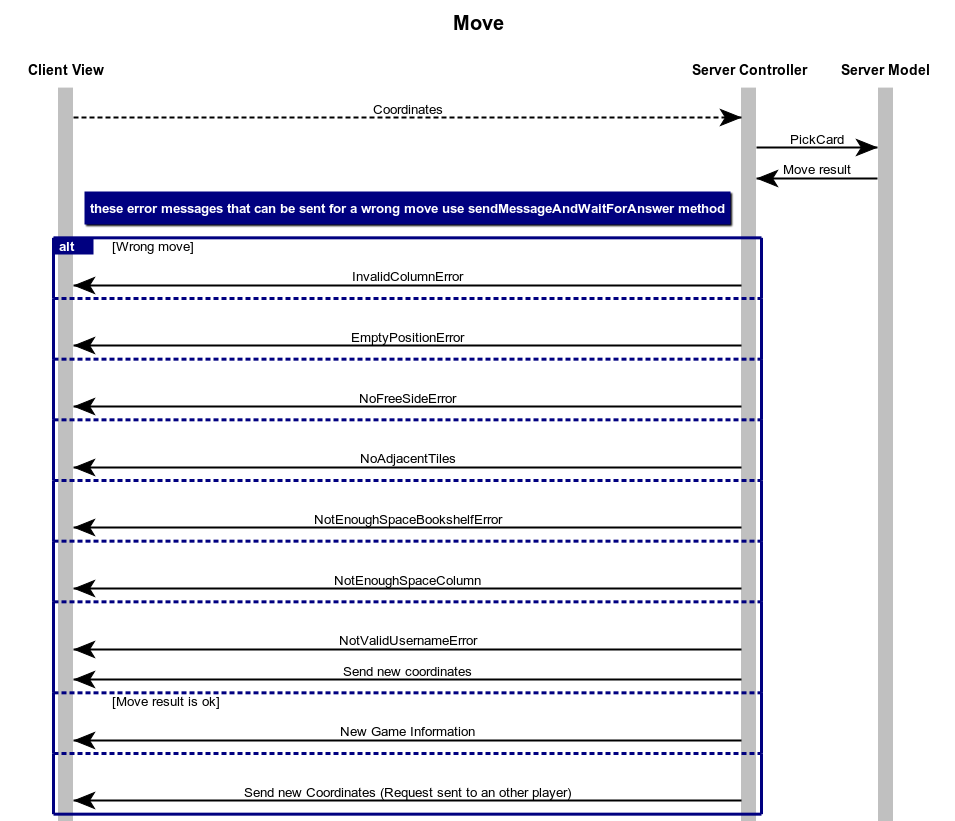 Move
Client View
Server Controller
Server Model
Coordinates
PickCard
Move result
these error messages that can be sent for a wrong move use sendMessageAndWaitForAnswer method
alt
[Wrong move]
InvalidColumnError
EmptyPositionError
NoFreeSideError
NoAdjacentTiles
NotEnoughSpaceBookshelfError
NotEnoughSpaceColumn
NotValidUsernameError
Send new coordinates
[Move result is ok]
New Game Information
Send new Coordinates (Request sent to an other player)